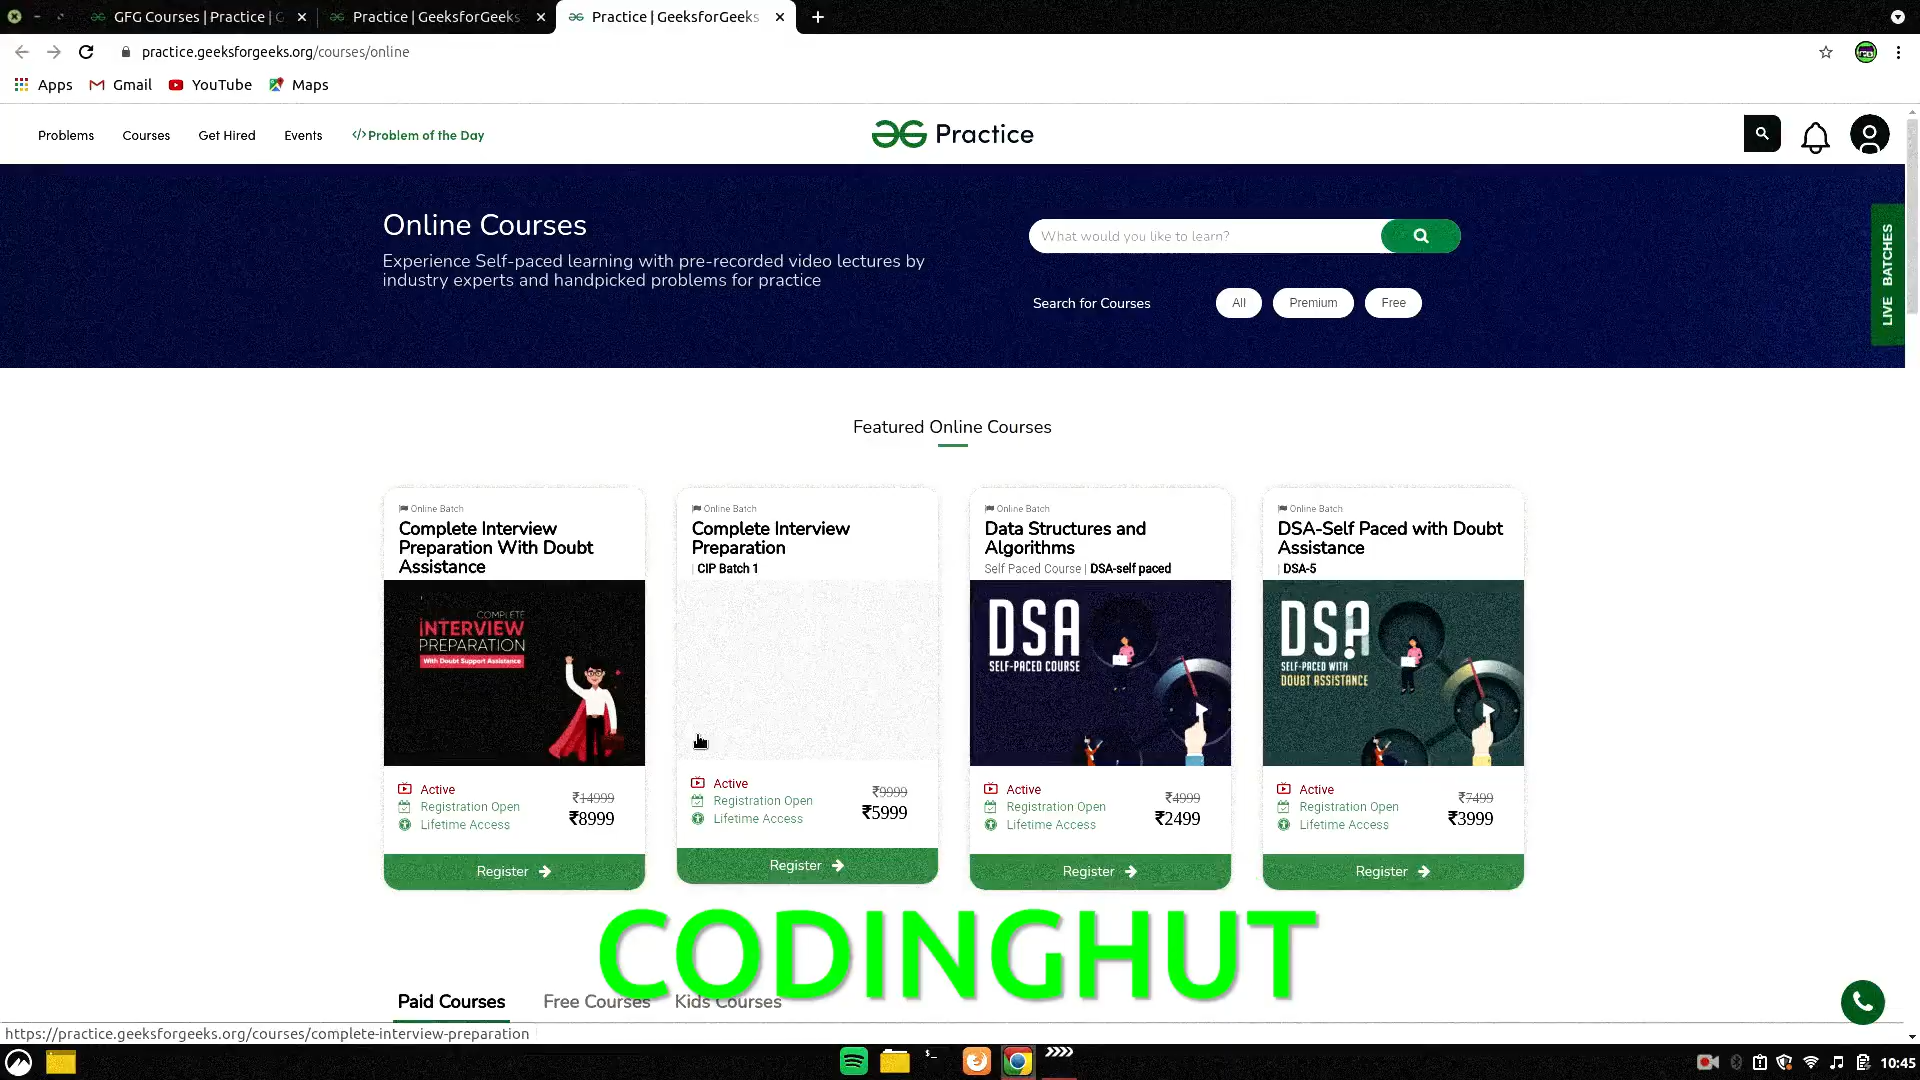 GFG Courses | Practice | G
Practice | GeeksforGeeks
Practice | GeeksforGeeks
practice.geeksforgeeks.org/courses/online
Apps
Gmail
YouTube
Maps
Problems
Courses
Get Hired
Events
</>Problem of the Day
Practice
Online Courses
Experience Self-paced learning with pre-recorded video lectures by
industry experts and handpicked problems for practice
What would you like to learn?
Search for Courses
All
Premium
Free
LIVE BATCHES
Featured Online Courses
Online Batch
Complete Interview
Preparation With Doubt
Assistance
COMPLETE
INTERVIEW
PREPARATION
With Doubt Support Assistance
Active
Registration Open
Lifetime Access
₹14999
₹8999
Register
Online Batch
Complete Interview
Preparation
| CIP Batch 1
Active
Registration Open
Lifetime Access
₹9999
₹5999
Register
Online Batch
Data Structures and
Algorithms
Self Paced Course | DSA-self paced
DSA
SELF-PACED COURSE
Active
Registration Open
Lifetime Access
₹4999
₹2499
Register
Online Batch
DSA-Self Paced with Doubt
Assistance
| DSA-5
DSA
SELF-PACED WITH
DOUBT ASSISTANCE
Active
Registration Open
Lifetime Access
₹7499
₹3999
Register
CODINGHUT
Paid Courses
Free Courses
Kids Courses
https://practice.geeksforgeeks.org/courses/complete-interview-preparation
10:45